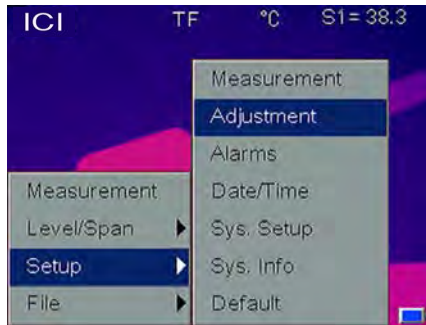 ICI TF °C S1= 38.3
Measurement
Adjustment
Alarms
Date/Time
Sys. Setup
Sys. Info
Default
Measurement
Level/Span
Setup
File